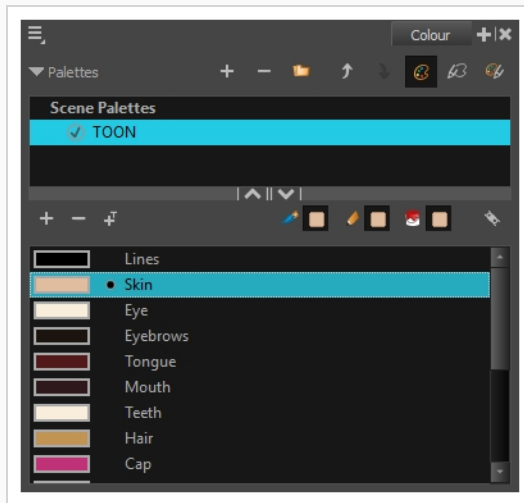 Colour
Palettes
Scene Palettes
TOON
Lines
Skin
Eye
Eyebrows
Tongue
Mouth
Teeth
Hair
Cap